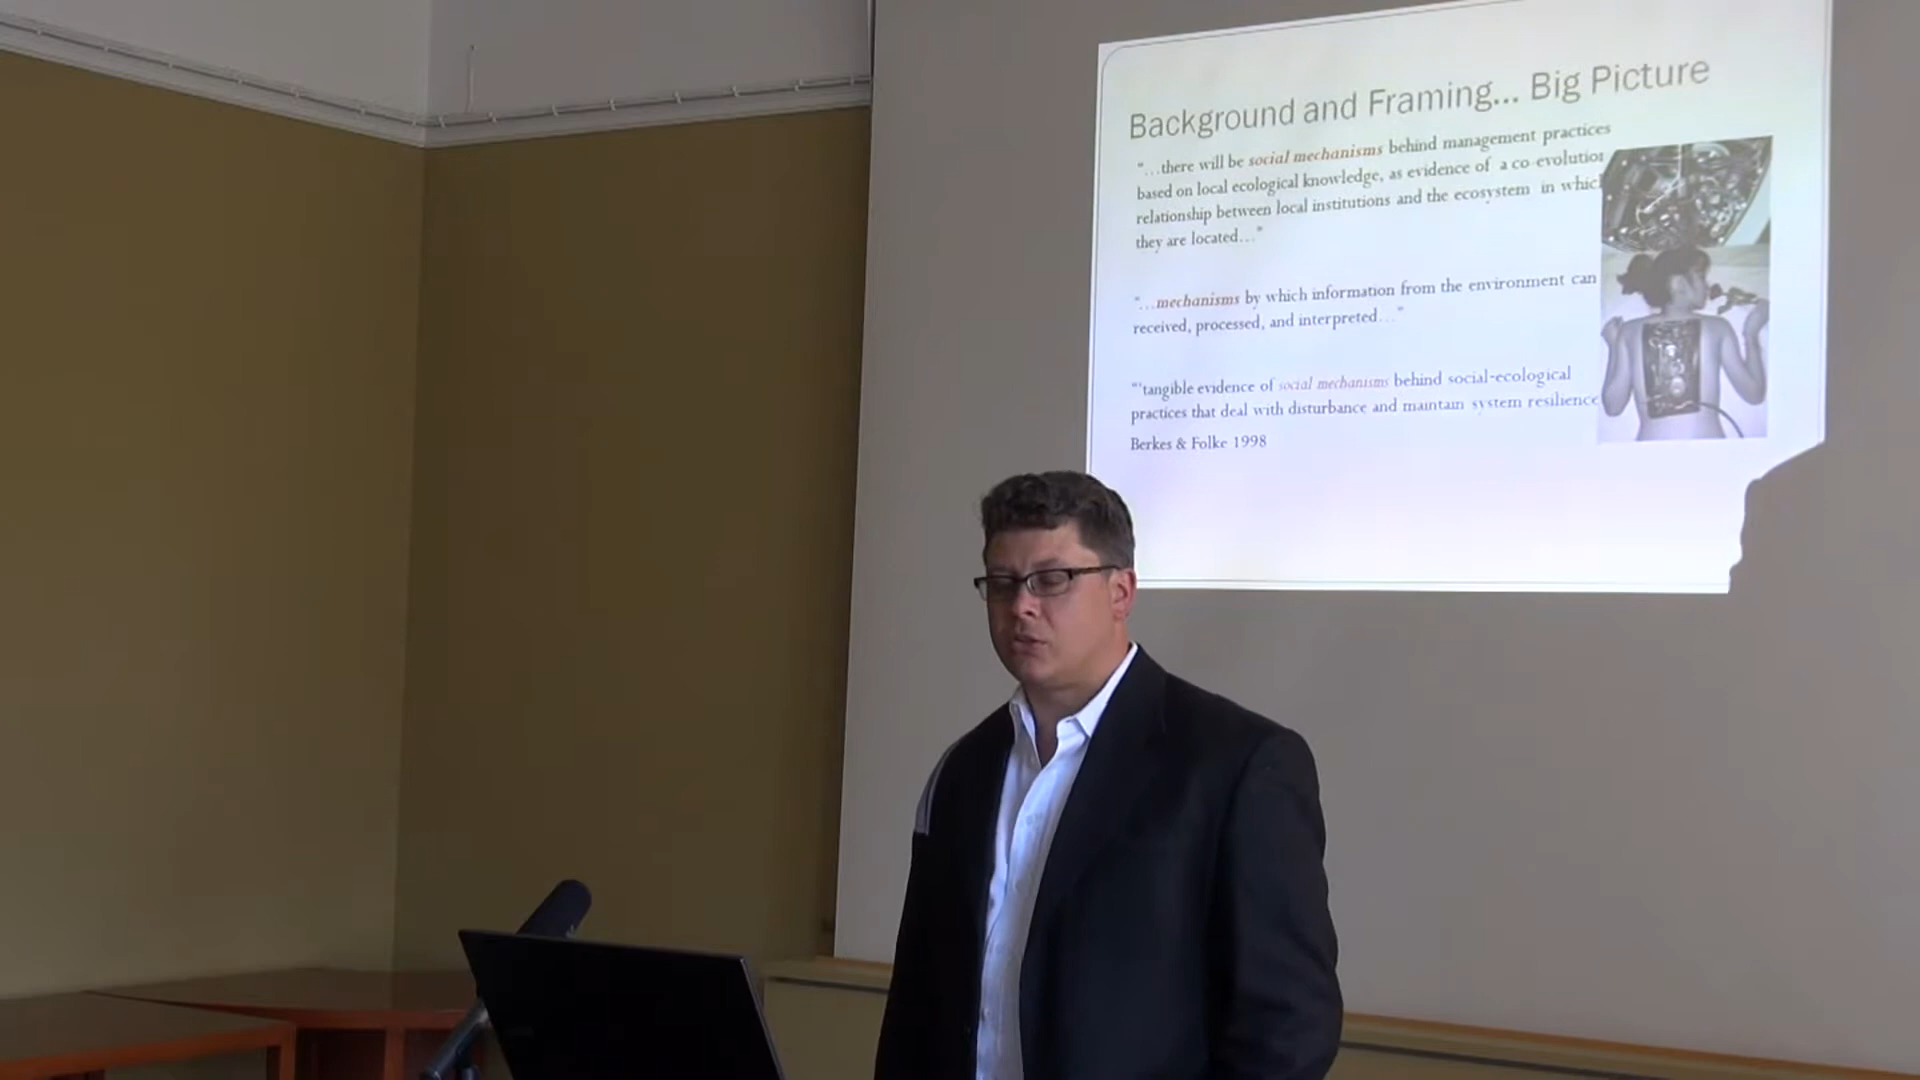 Background and Framing... Big Picture
“…there will be social mechanisms behind management practices
based on local ecological knowledge, as evidence of a co-evolution
relationship between local institutions and the ecosystem in which
they are located…”
“…mechanisms by which information from the environment can
received, processed, and interpreted…”
“‘tangible evidence of social mechanisms behind social-ecological
practices that deal with disturbance and maintain system resilience
Berkes & Folke 1998